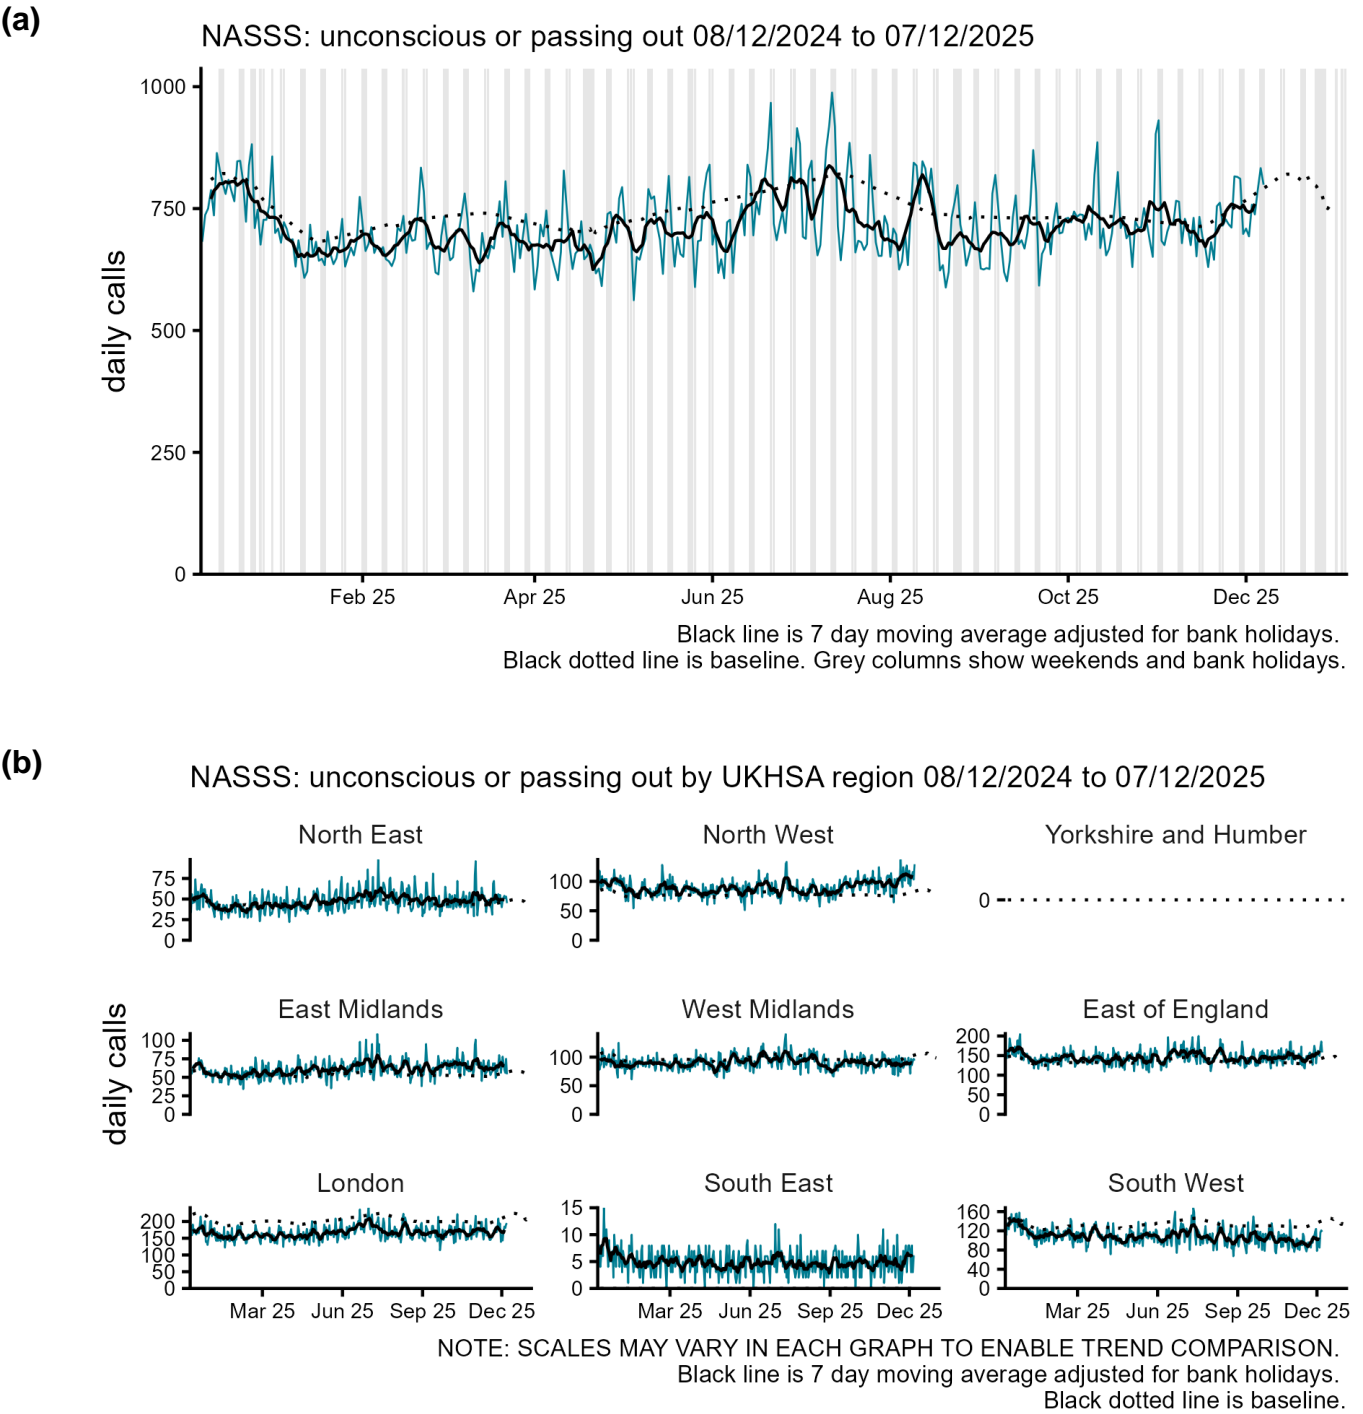 (a)
NASSS: unconscious or passing out 08/12/2024 to 07/12/2025
1000
750
500
250
0
daily calls
Feb 25 Apr 25 Jun 25 Aug 25 Oct 25 Dec 25
Black line is 7 day moving average adjusted for bank holidays.
Black dotted line is baseline. Grey columns show weekends and bank holidays.
(b)
NASSS: unconscious or passing out by UKHSA region 08/12/2024 to 07/12/2025
daily calls
North East
75
50
25
0
North West
100
50
0
Yorkshire and Humber
0
East Midlands
100
75
50
25
0
West Midlands
100
50
0
East of England
200
150
100
50
0
London
200
150
100
50
0
Mar 25 Jun 25 Sep 25 Dec 25
South East
15
10
5
0
Mar 25 Jun 25 Sep 25 Dec 25
South West
160
120
80
40
0
Mar 25 Jun 25 Sep 25 Dec 25
NOTE: SCALES MAY VARY IN EACH GRAPH TO ENABLE TREND COMPARISON.
Black line is 7 day moving average adjusted for bank holidays.
Black dotted line is baseline.